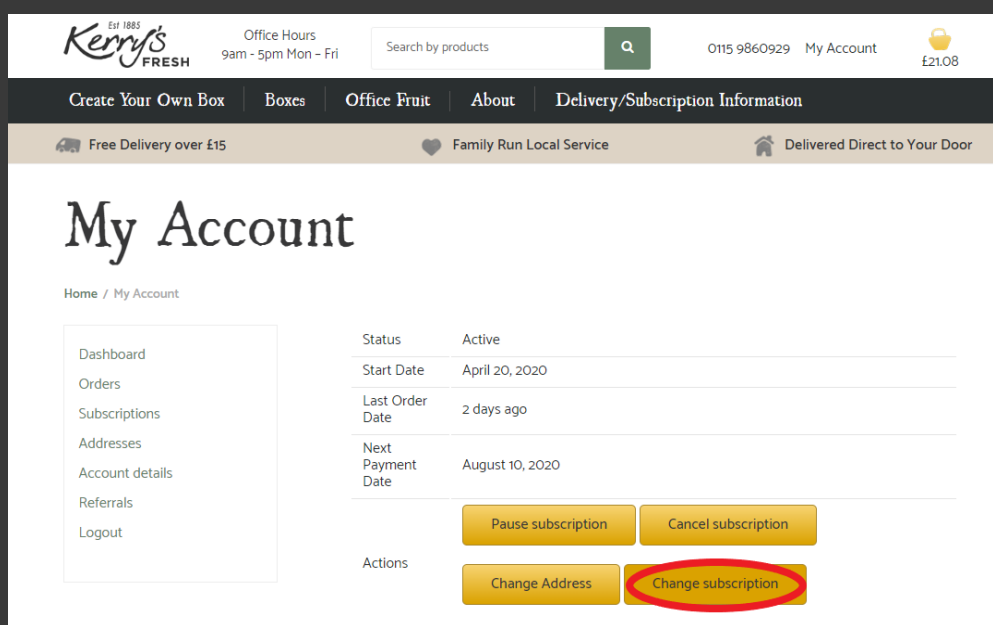 Est 1885
Kerry's
FRESH
Office Hours
9am - 5pm Mon – Fri
Search by products
0115 9860929 My Account
£21.08
Create Your Own Box Boxes Office Fruit About Delivery/Subscription Information
Free Delivery over £15 Family Run Local Service Delivered Direct to Your Door
My Account
Home / My Account
Dashboard
Orders
Subscriptions
Addresses
Account details
Referrals
Logout
Status Active
Start Date April 20, 2020
Last Order
Date
2 days ago
Next
Payment
Date
August 10, 2020
Actions
Pause subscription Cancel subscription
Change Address Change subscription